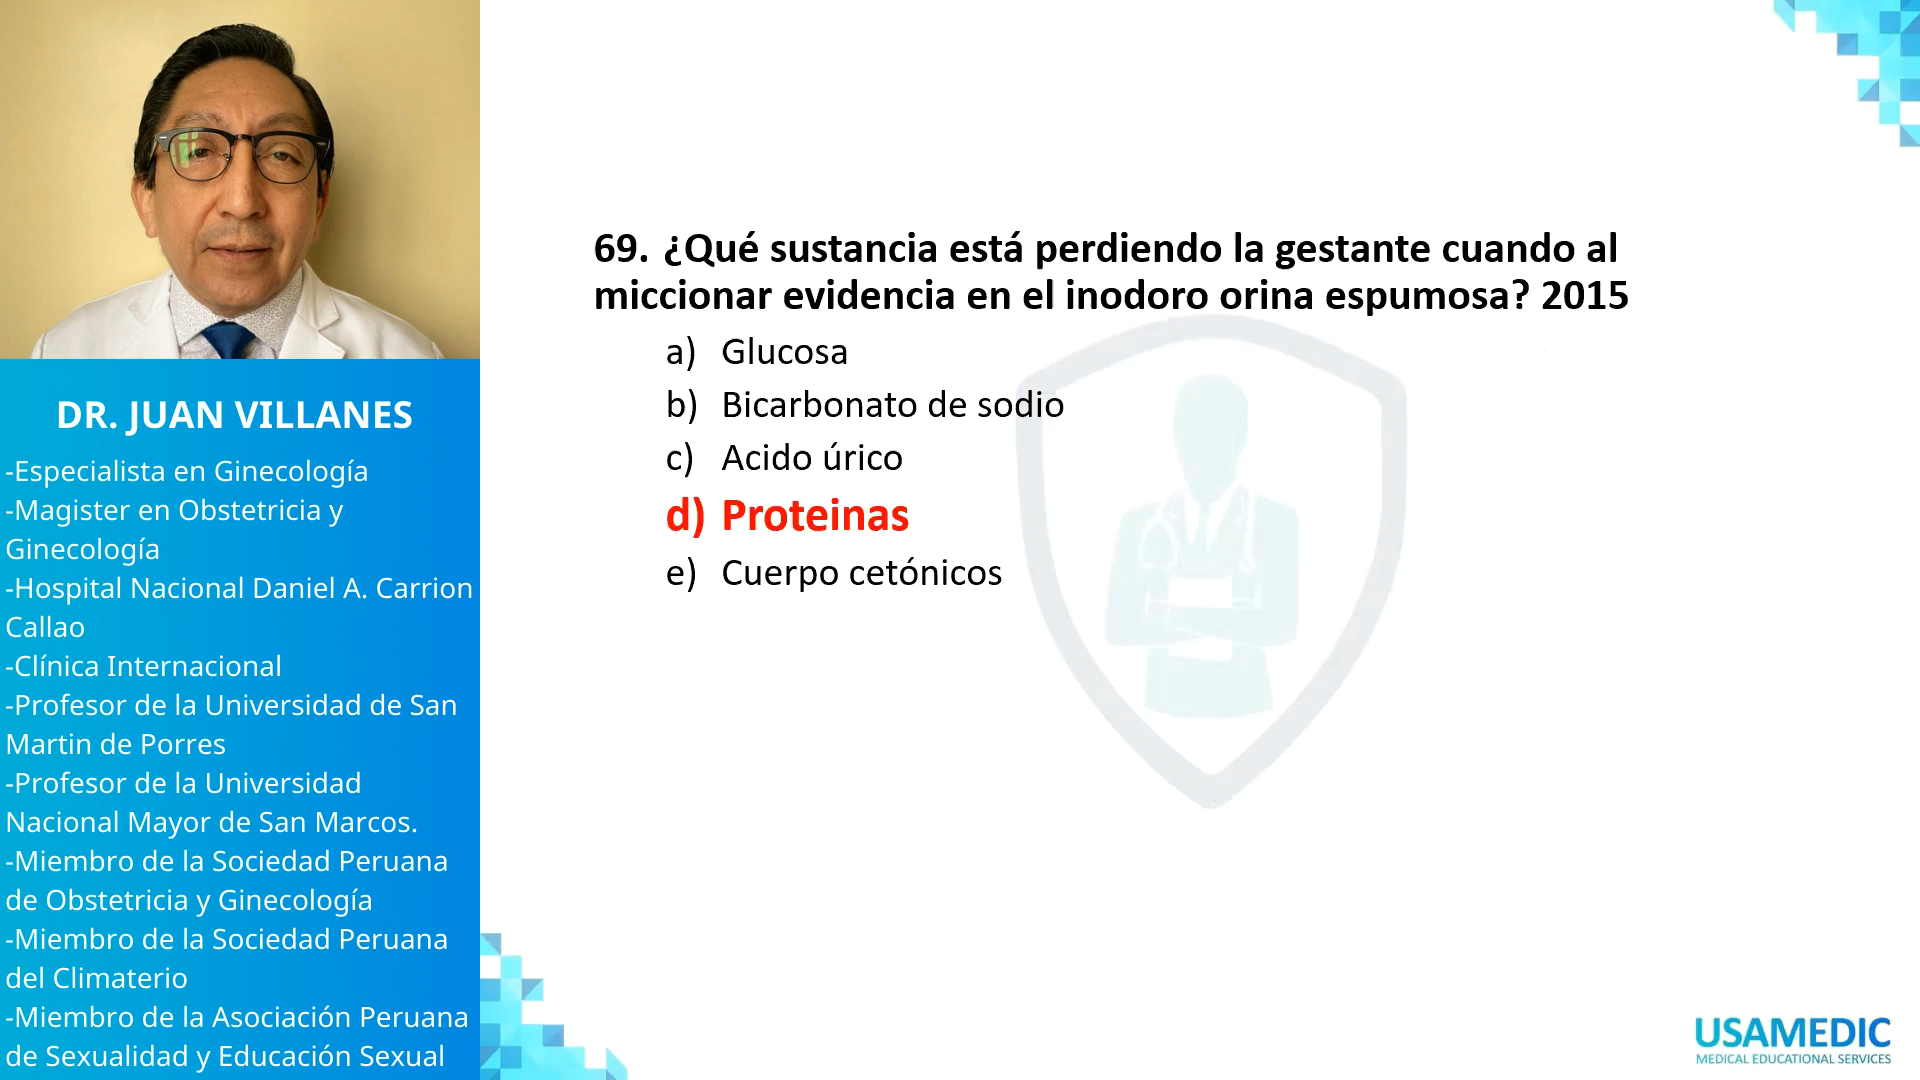 DR. JUAN VILLANES
-Especialista en Ginecología
-Magister en Obstetricia y
Ginecología
-Hospital Nacional Daniel A. Carrion
Callao
-Clínica Internacional
-Profesor de la Universidad de San
Martin de Porres
-Profesor de la Universidad
Nacional Mayor de San Marcos.
-Miembro de la Sociedad Peruana
de Obstetricia y Ginecología
-Miembro de la Sociedad Peruana
del Climaterio
-Miembro de la Asociación Peruana
de Sexualidad y Educación Sexual
69. ¿Qué sustancia está perdiendo la gestante cuando al
miccionar evidencia en el inodoro orina espumosa? 2015
a) Glucosa
b) Bicarbonato de sodio
c) Acido úrico
d) Proteinas
e) Cuerpo cetónicos
USAMEDIC
MEDICAL EDUCATIONAL SERVICES